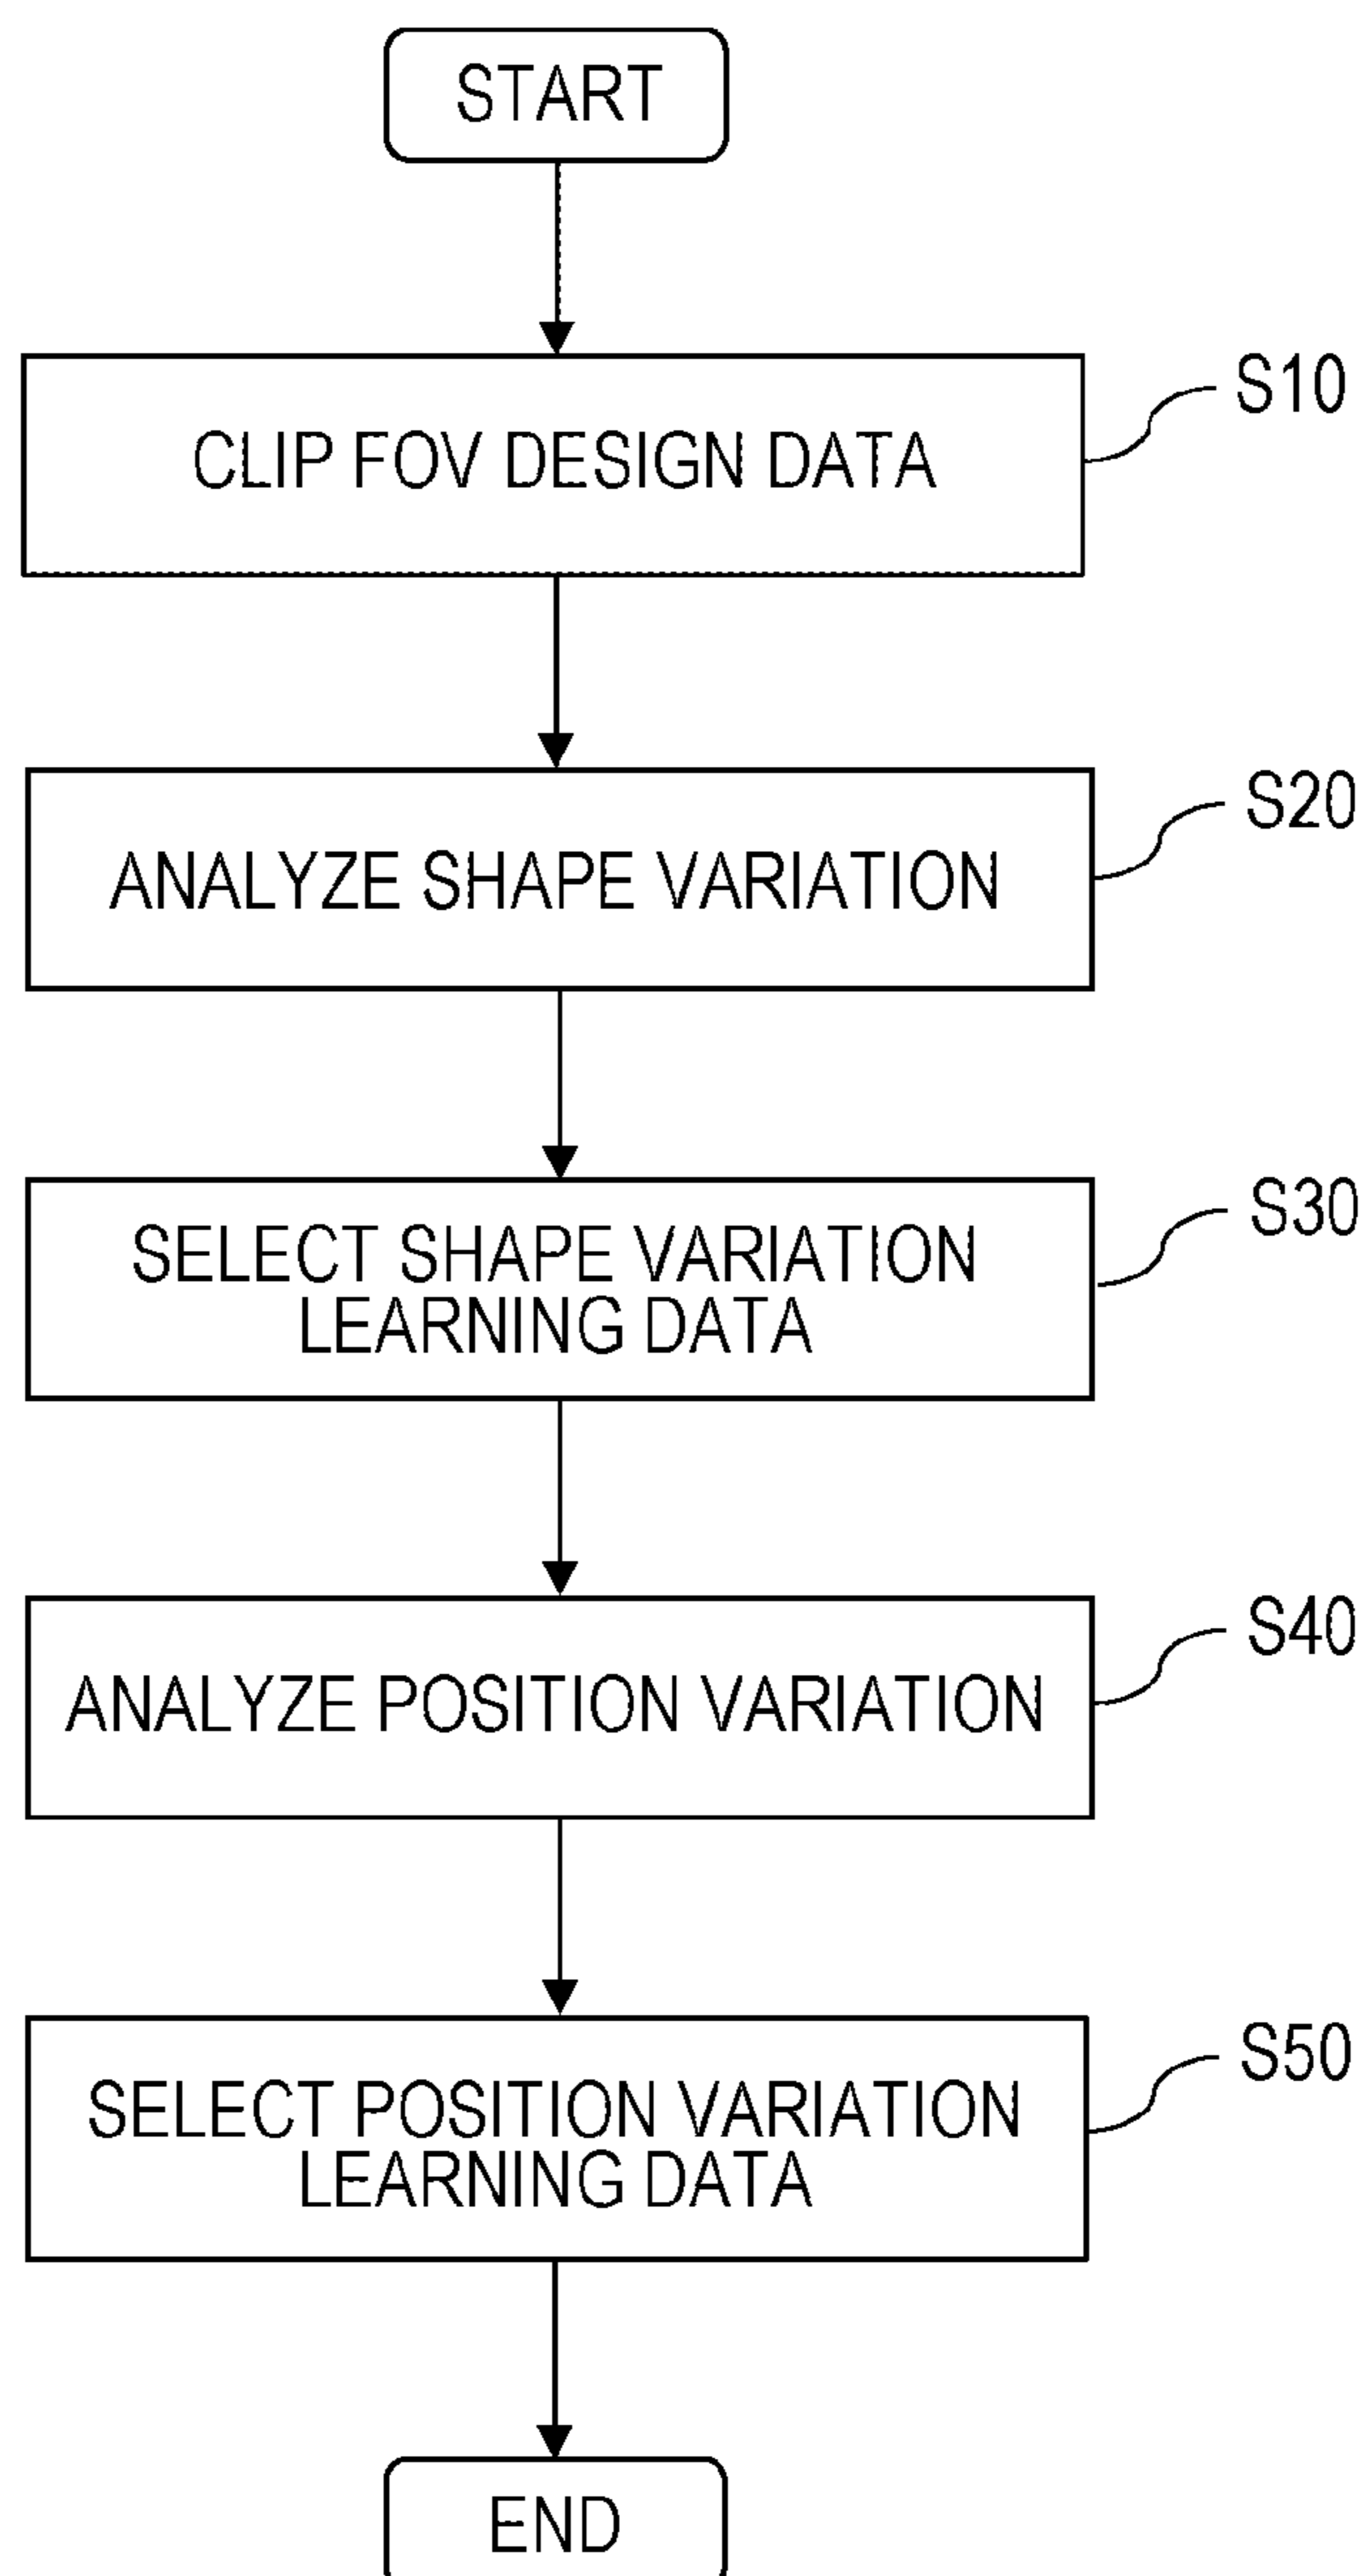 START
CLIP FOV DESIGN DATA
S10
ANALYZE SHAPE VARIATION
S20
SELECT SHAPE VARIATION
LEARNING DATA
S30
ANALYZE POSITION VARIATION
S40
SELECT POSITION VARIATION
LEARNING DATA
S50
END